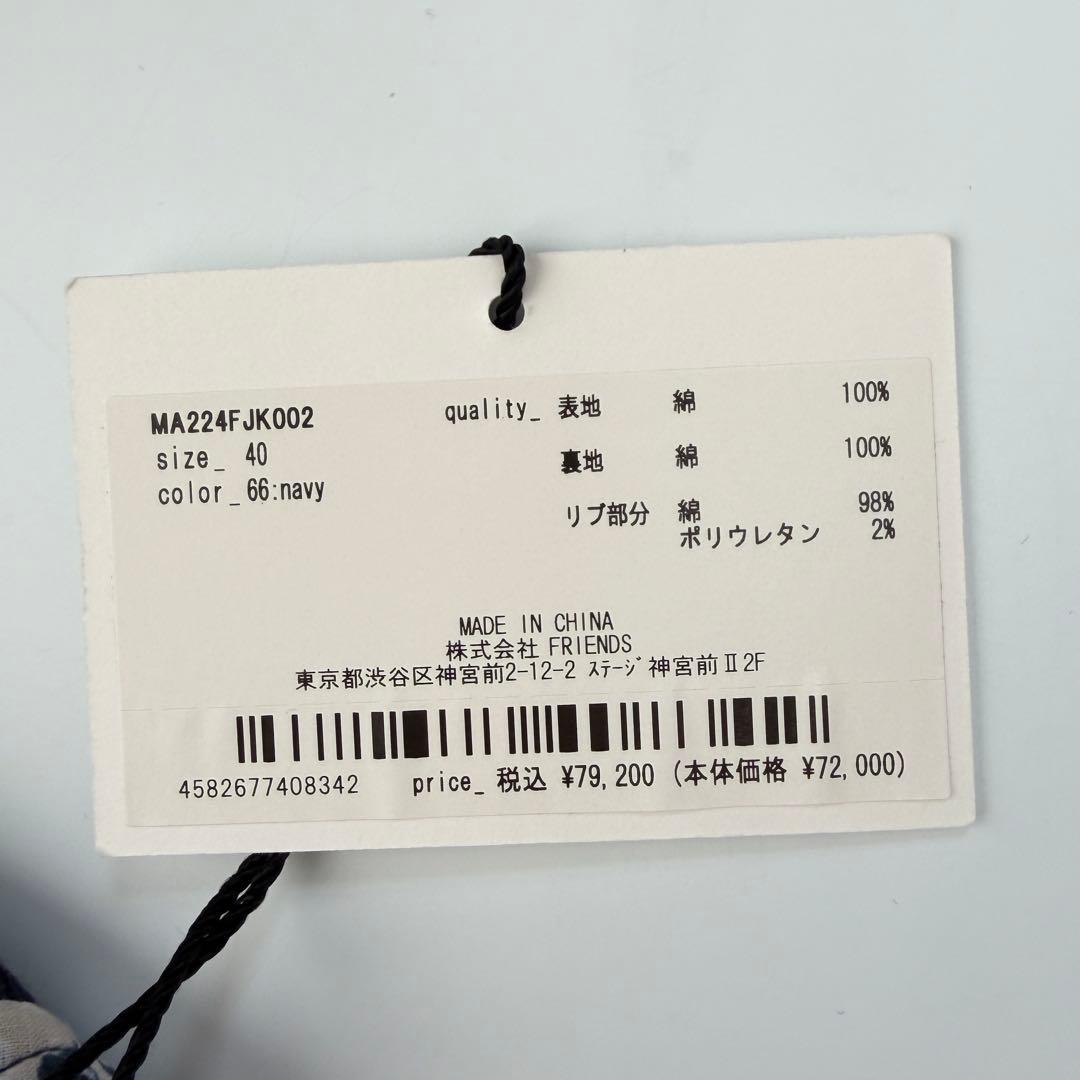 MA224FJK002
size_ 40
color_66:navy
quality_ 表地 綿 100%
裏地 綿 100%
リブ部分 綿 98%
ポリウレタン 2%
MADE IN CHINA
株式会社 FRIENDS
東京都渋谷区神宮前2-12-2 ｽﾃｰｼﾞ神宮前Ⅱ2F
4582677408342 price_ 税込 ¥79,200 (本体価格 ¥72,000)